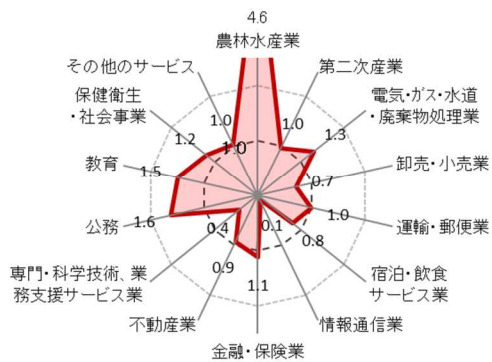 4.6
農林水産業
その他のサービス
第二次産業
保健衛生
・社会事業
電気・ガス・水道
・廃棄物処理業
1.0
1.0
1.3
1.2
1.0
教育
1.5
0.7
卸売・小売業
公務
1.6
1.0
運輸・郵便業
0.4
0.1
0.8
専門・科学技術、業
務支援サービス業
宿泊・飲食
サービス業
0.9
1.1
不動産業
情報通信業
金融・保険業